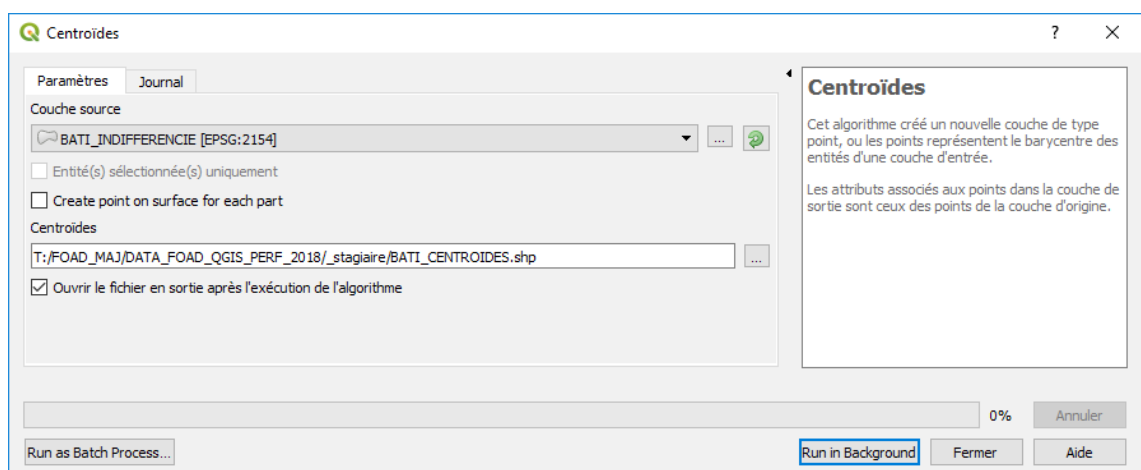 Centroïdes
?
Paramètres
Journal
Couche source
BATI_INDIFFERENCIE [EPSG:2154]
...
Entité(s) sélectionnée(s) uniquement
Create point on surface for each part
Centroïdes
T:/FOAD_MAJ/DATA_FOAD_QGIS_PERF_2018/_stagiaire/BATI_CENTROIDES.shp
...
Ouvrir le fichier en sortie après l'exécution de l'algorithme
Centroïdes
Cet algorithme créé un nouvelle couche de type
point, ou les points représentent le barycentre des
entités d'une couche d'entrée.
Les attributs associés aux points dans la couche de
sortie sont ceux des points de la couche d'origine.
0%
Annuler
Run as Batch Process...
Run in Background
Fermer
Aide